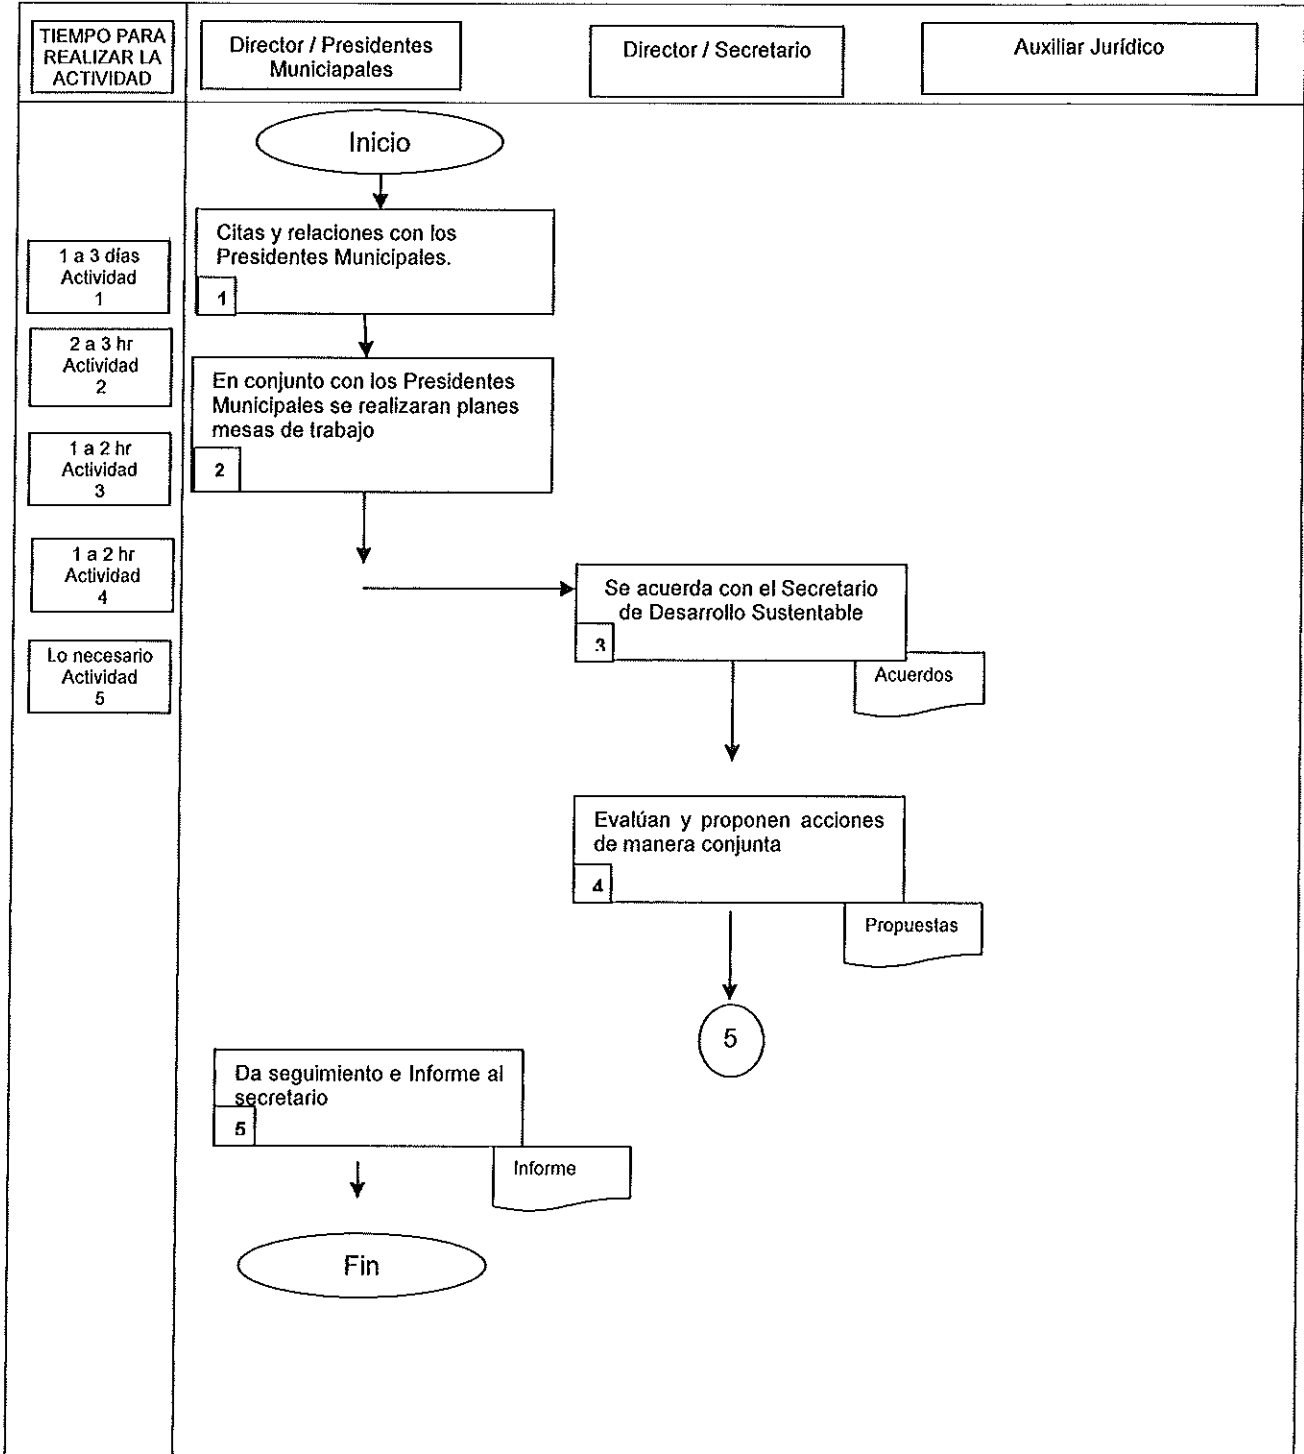 TIEMPO PARA
REALIZAR LA
ACTIVIDAD
Director / Presidentes
Municiapales
Director / Secretario
Auxiliar Jurídico
Inicio
Citas y relaciones con los
Presidentes Municipales.
1
1 a 3 días
Actividad
1
2 a 3 hr
Actividad
2
En conjunto con los Presidentes
Municipales se realizaran planes
mesas de trabajo
2
1 a 2 hr
Actividad
3
1 a 2 hr
Actividad
4
Se acuerda con el Secretario
de Desarrollo Sustentable
3
Acuerdos
Lo necesario
Actividad
5
Evalúan y proponen acciones
de manera conjunta
4
Propuestas
5
Da seguimiento e Informe al
secretario
5
Informe
Fin